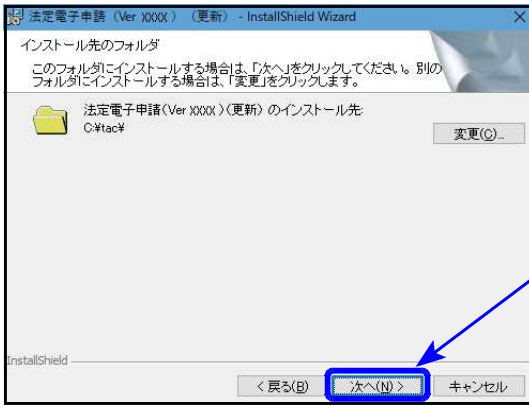 法定電子申請（Ver XXXX）（更新） - InstallShield Wizard
インストール先のフォルダ
このフォルダにインストールする場合は、「次へ」をクリックしてください。別の
フォルダにインストールする場合は、「変更」をクリックします。
法定電子申請(Ver XXXX )(更新) のインストール先:
C:¥tac¥
変更(C)...
InstallShield
< 戻る(B)
次へ(N) >
キャンセル